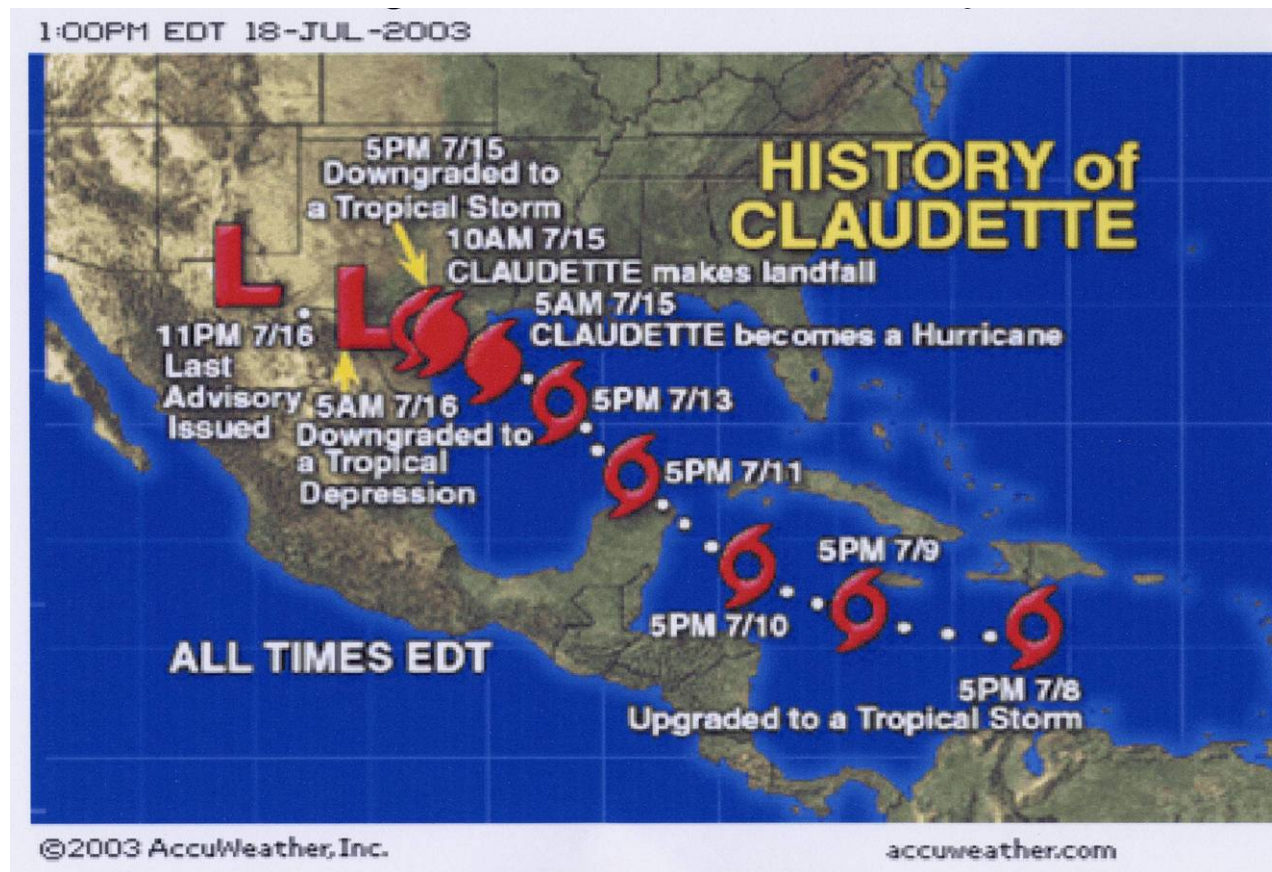 1:00PM EDT 18-JUL-2003
HISTORY of
CLAUDETTE
5PM 7/15
Downgraded to
a Tropical Storm
10AM 7/15
CLAUDETTE makes landfall
5AM 7/15
CLAUDETTE becomes a Hurricane
L
L
11PM 7/16
Last
Advisory
Issued
5AM 7/16
Downgraded to
a Tropical
Depression
5PM 7/13
5PM 7/11
5PM 7/9
5PM 7/10
5PM 7/8
Upgraded to a Tropical Storm
ALL TIMES EDT
©2003 AccuWeather, Inc.
accuweather.com